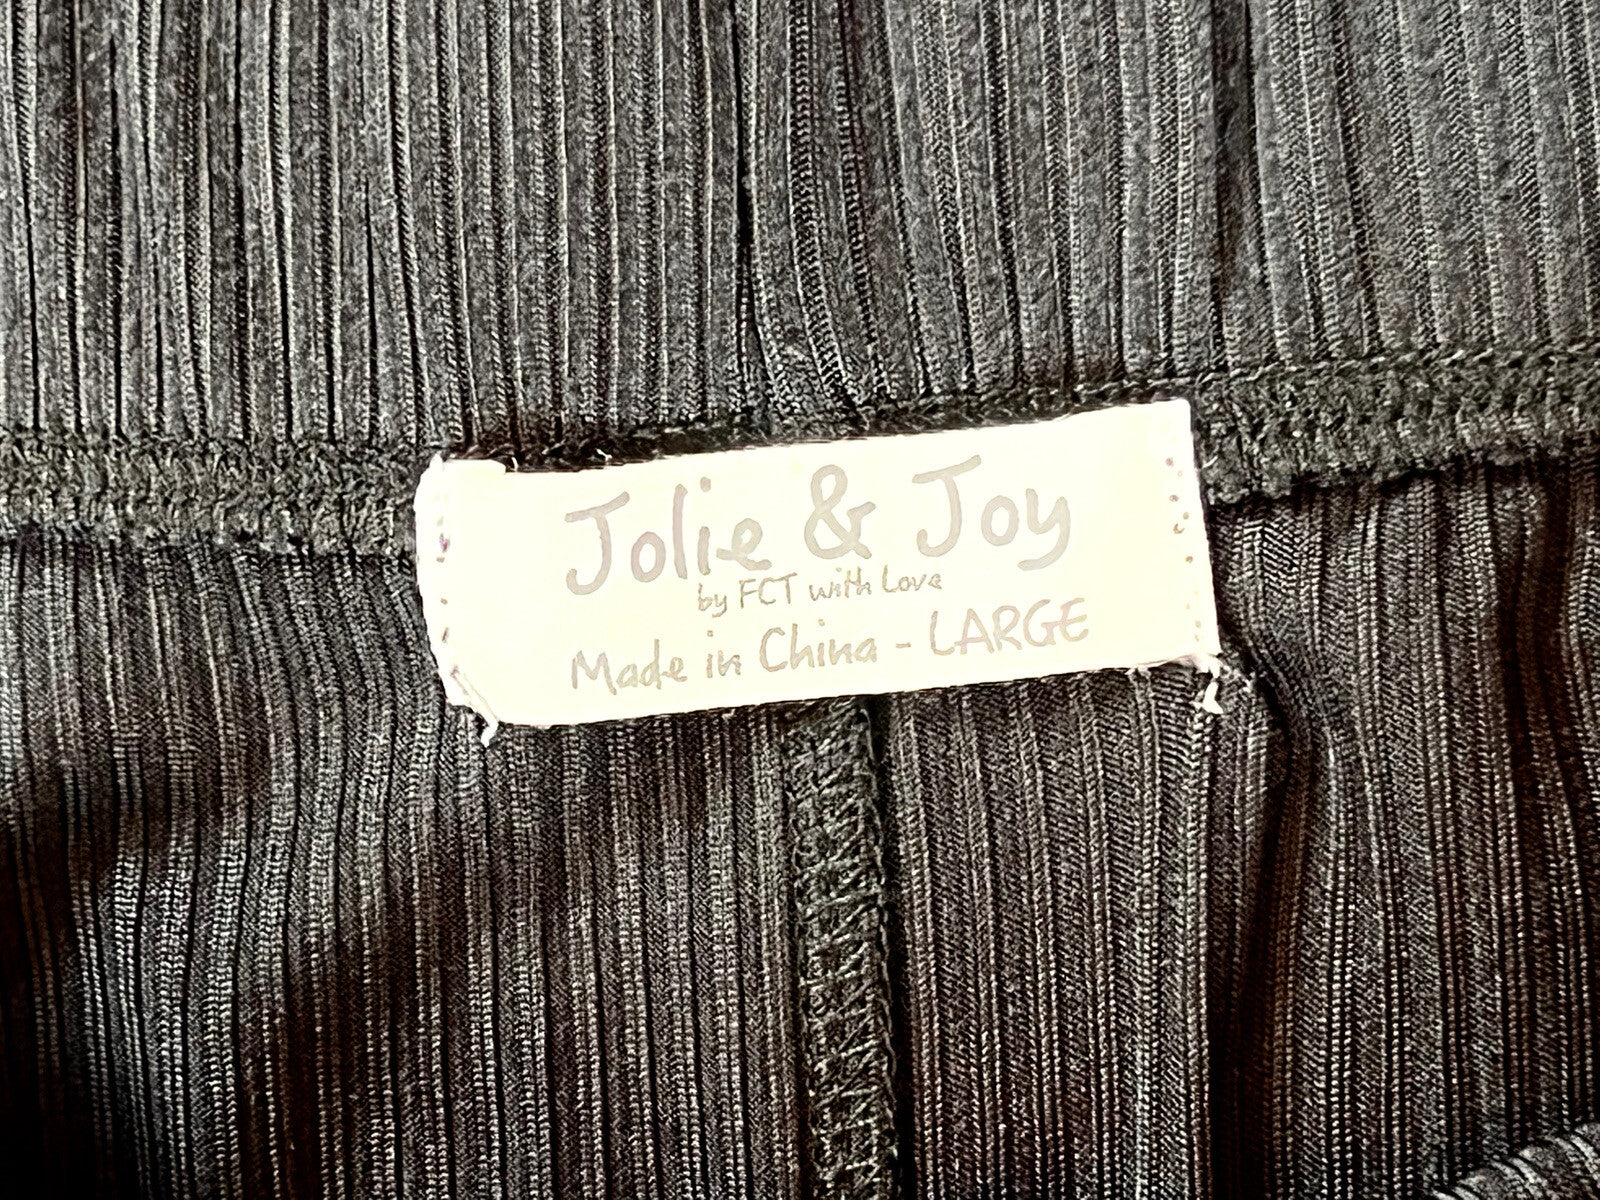 Jolie & Joy
by FCT with Love
Made in China - LARGE